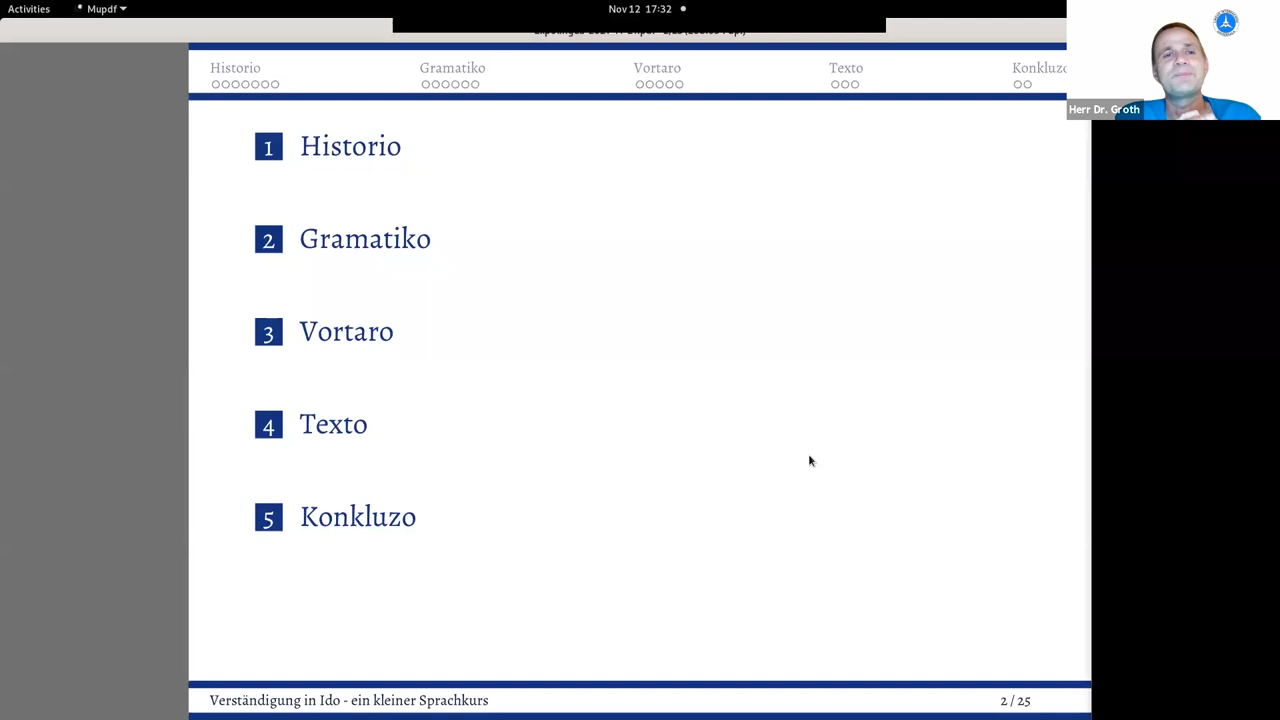 Activities Mupdf Nov 12 17:32
Historio Gramatiko Vortaro Texto Konkluzo
Herr Dr. Groth
1 Historio
2 Gramatiko
3 Vortaro
4 Texto
5 Konkluzo
Verständigung in Ido - ein kleiner Sprachkurs 2 / 25